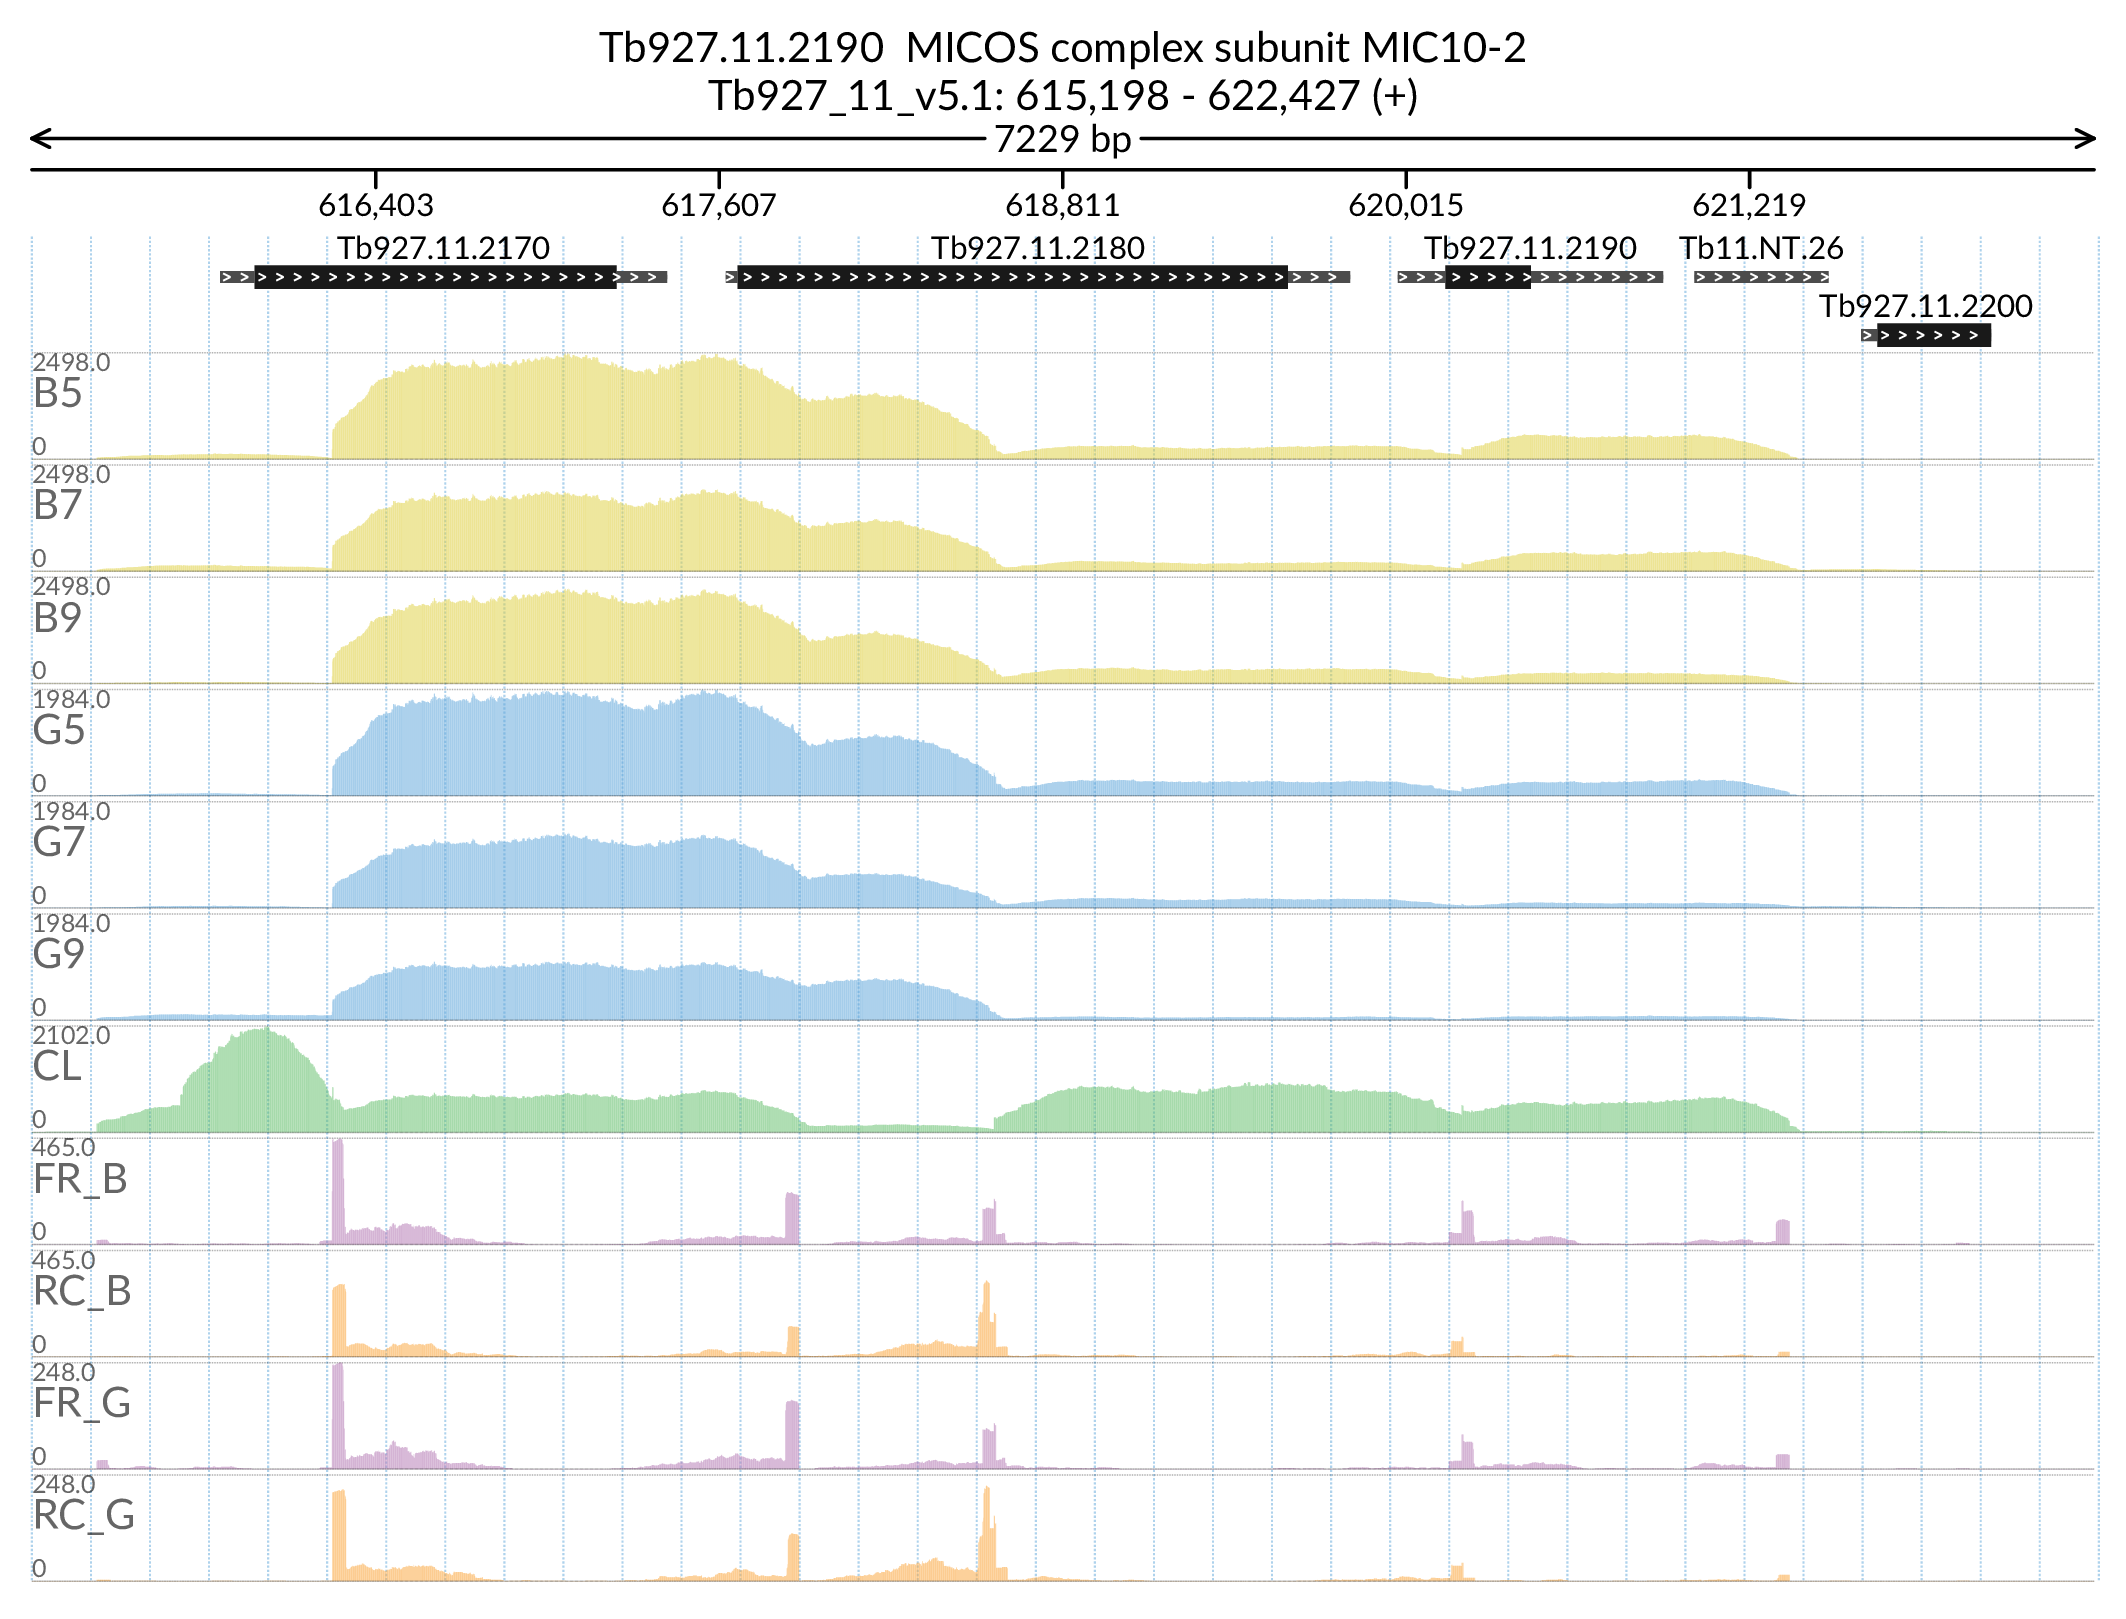 Tb927.11.2190  MICOS complex subunit MIC10-2
Tb927_11_v5.1: 615,198 - 622,427 (+)
7229 bp
616,403 617,607 618,811 620,015 621,219
Tb927.11.2170 Tb927.11.2180 Tb927.11.2190 Tb11.NT.26
Tb927.11.2200
2498.0
B5
0
2498.0
B7
0
2498.0
B9
0
1984.0
G5
0
1984.0
G7
0
1984.0
G9
0
2102.0
CL
0
465.0
FR_B
0
465.0
RC_B
0
248.0
FR_G
0
248.0
RC_G
0